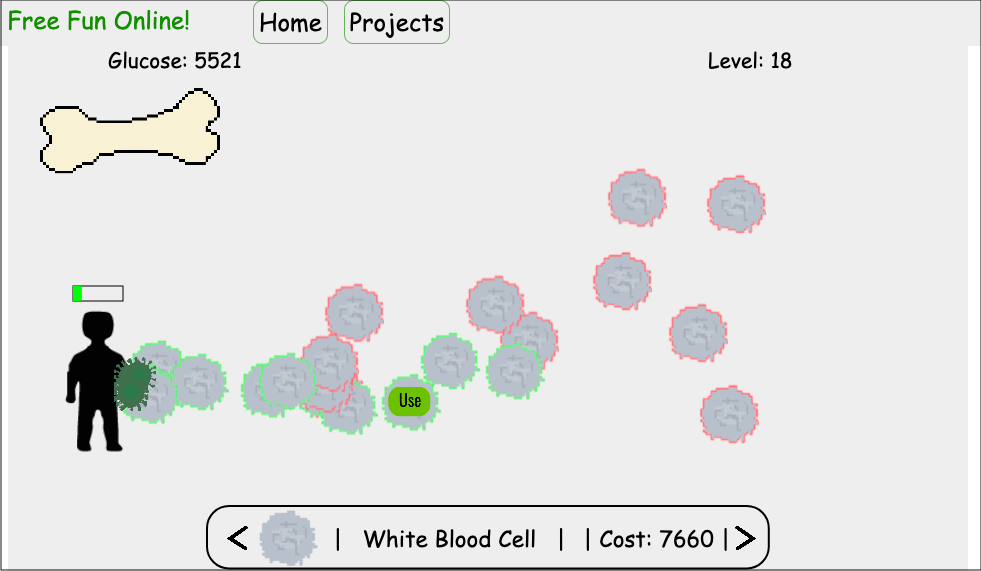 Free Fun Online! Home Projects
Glucose: 5521 Level: 18
Use
< | White Blood Cell | | Cost: 7660 | >